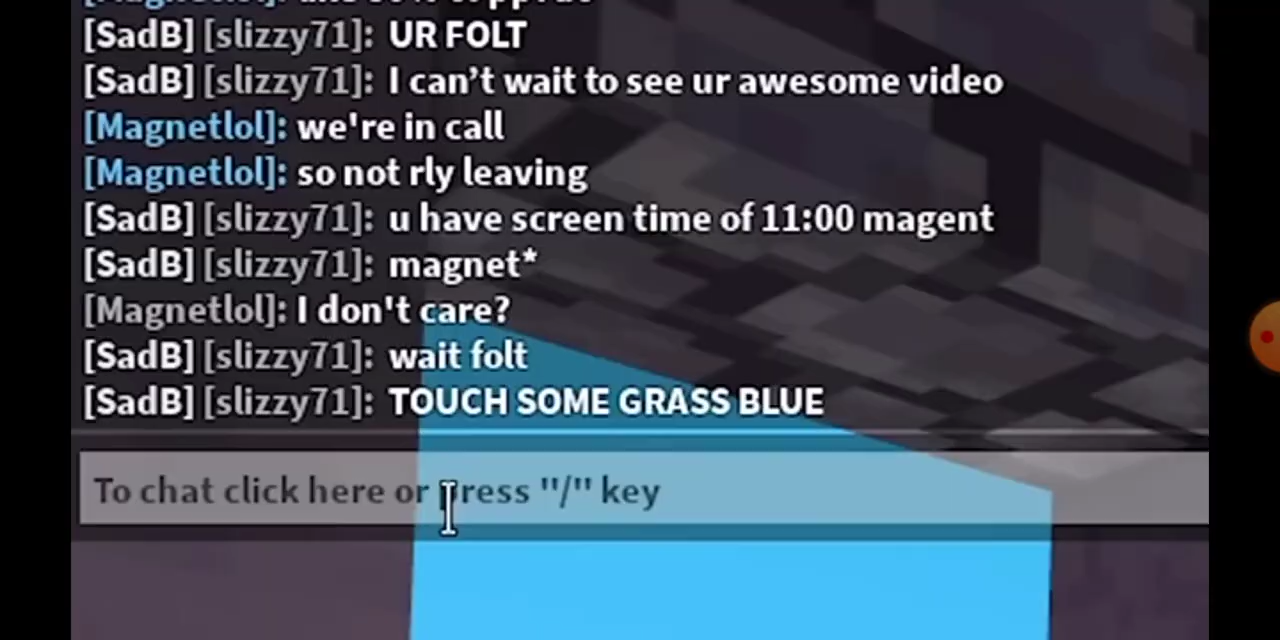 [SadB] [slizzy71]: UR FOLT
[SadB] [slizzy71]: I can’t wait to see ur awesome video
[Magnetlol]: we're in call
[Magnetlol]: so not rly leaving
[SadB] [slizzy71]: u have screen time of 11:00 magent
[SadB] [slizzy71]: magnet*
[Magnetlol]: I don't care?
[SadB] [slizzy71]: wait folt
[SadB] [slizzy71]: TOUCH SOME GRASS BLUE
To chat click here or press "/" key